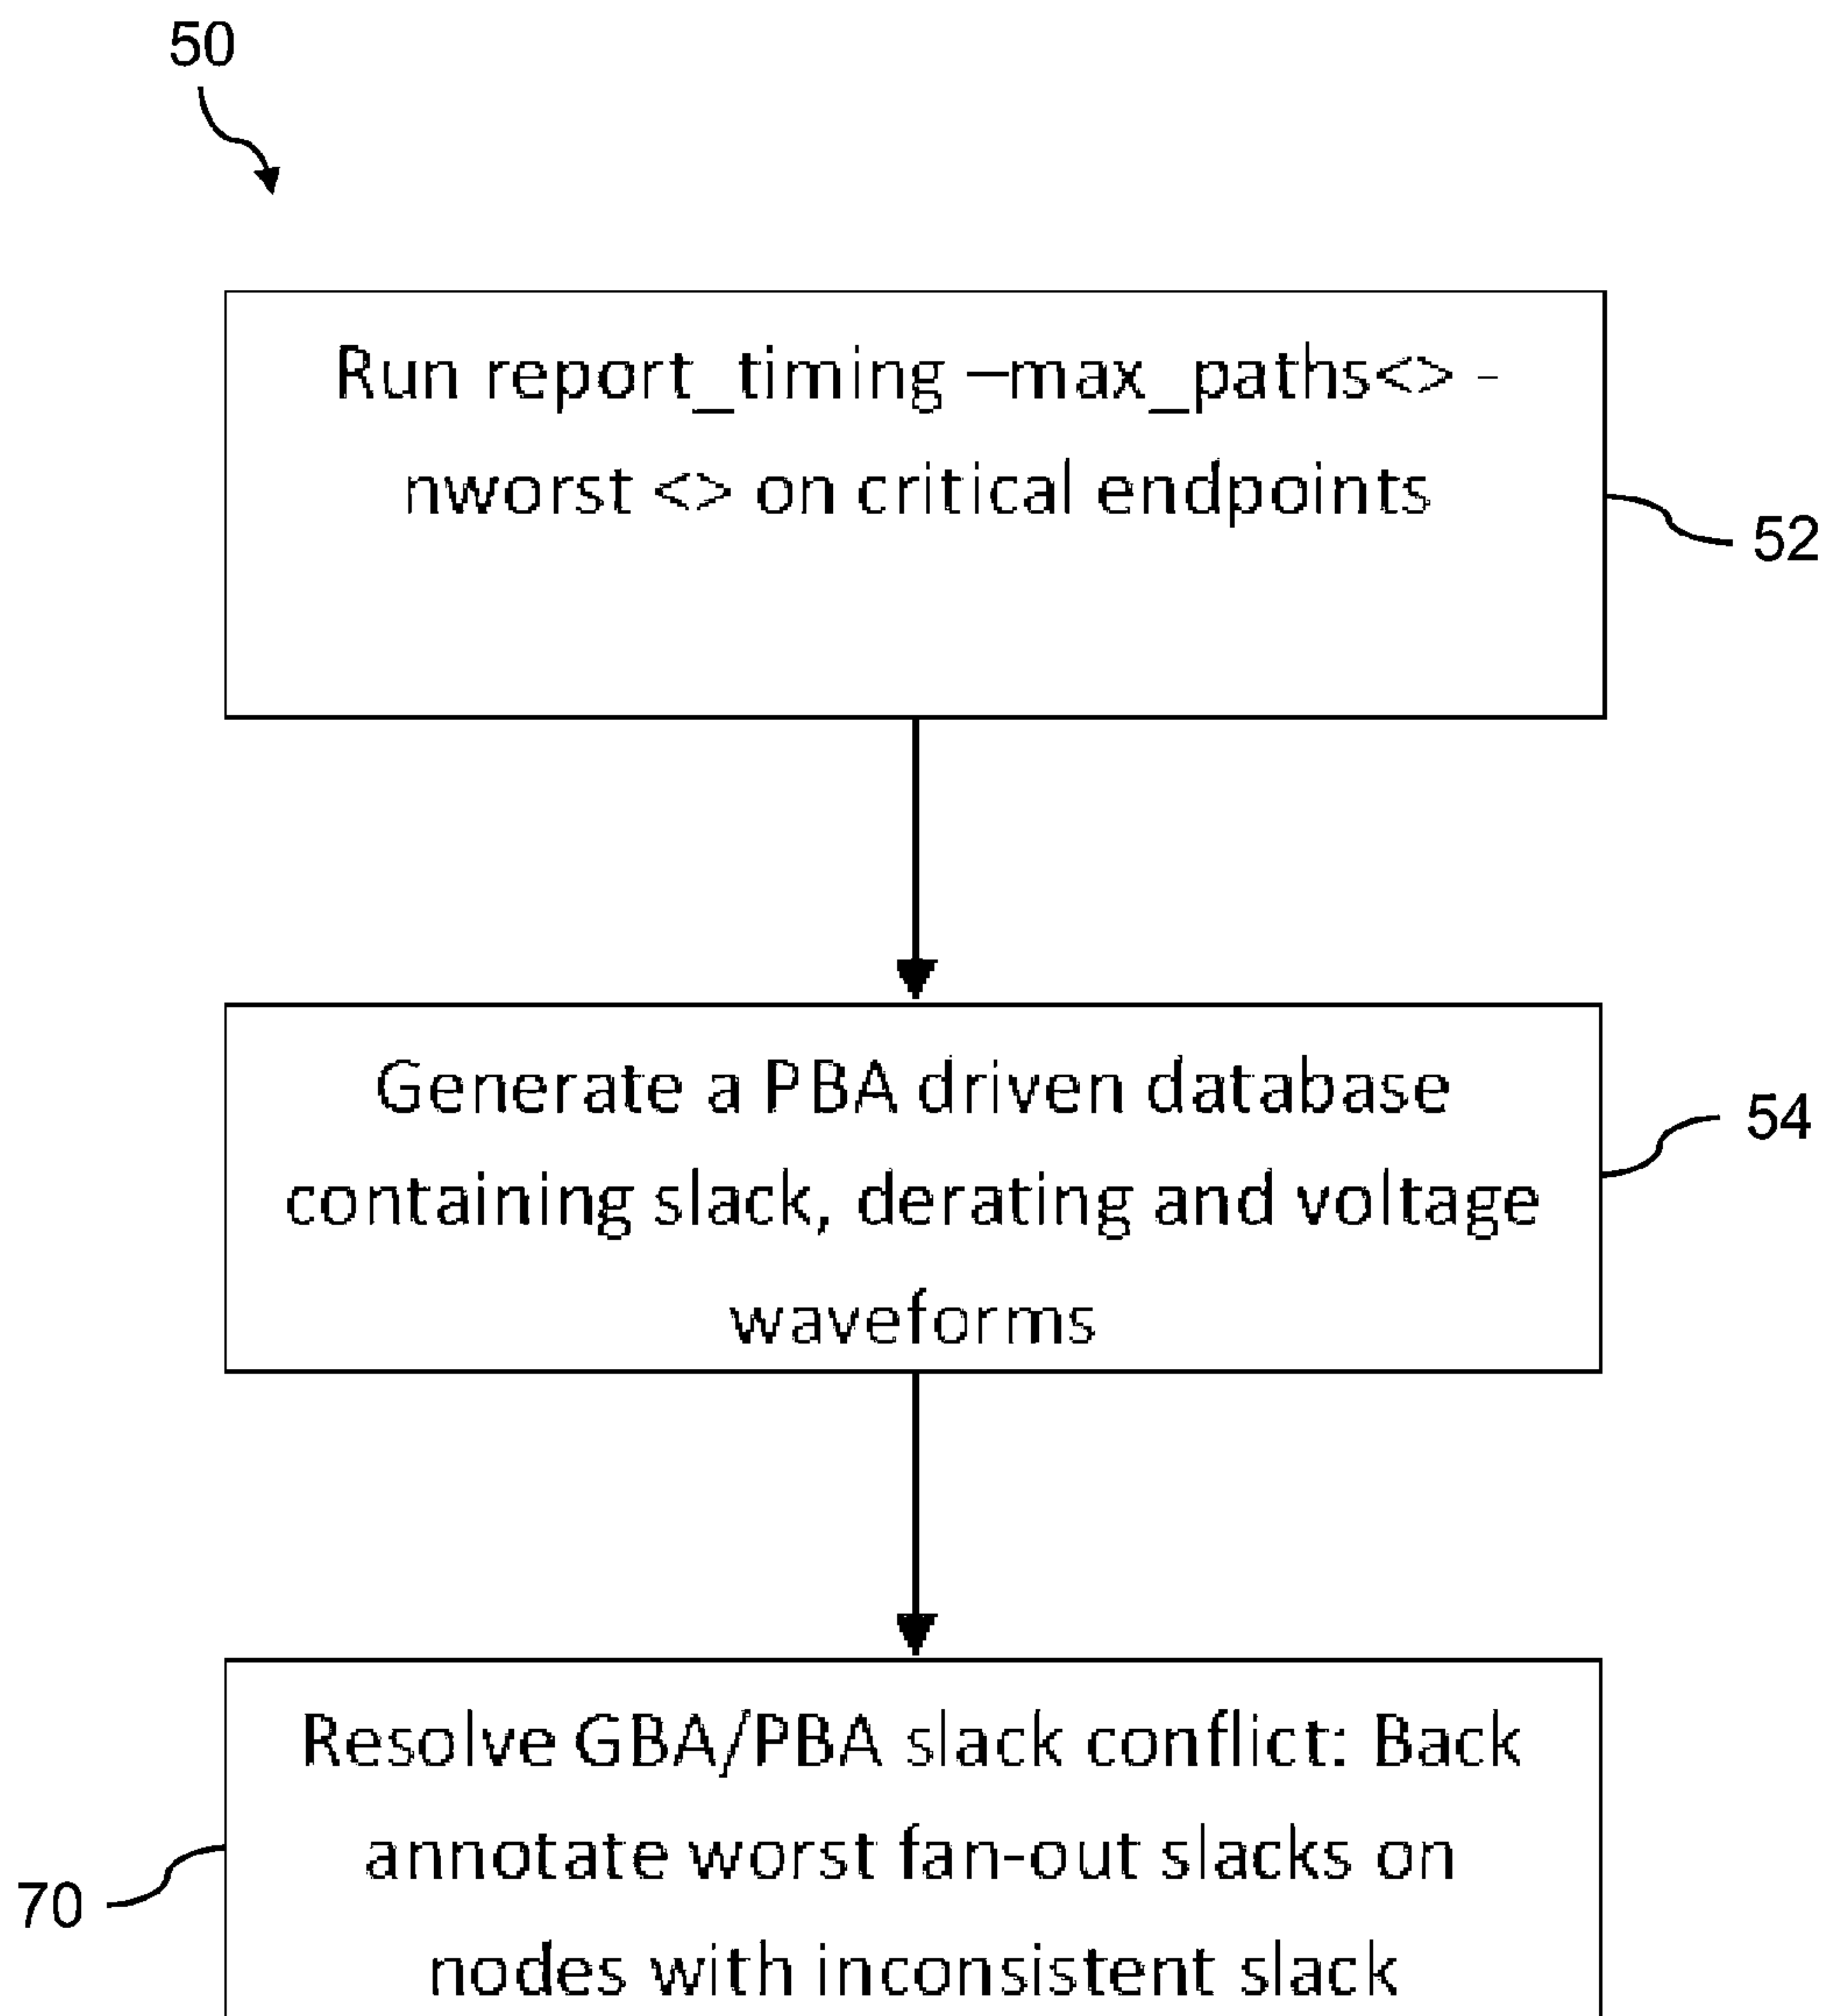 50
Run report_timing –max_paths<> -
nworst <> on critical endpoints
52
Generate a PBA driven database
containing slack, derating and voltage
waveforms
54
Resolve GBA/PBA slack conflict: Back
annotate worst fan-out slacks on
nodes with inconsistent slack
70